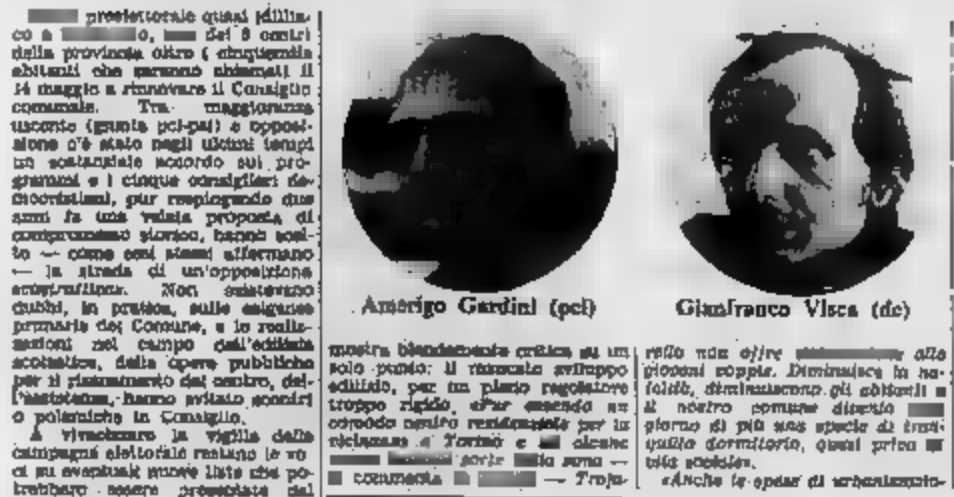 preelettorale quasi idillia-
co a
della provincia oltre i cinquemila
abitanti che saranno chiamati il
14 maggio a rinnovare il Consiglio
comunale. Tra maggioranza
uscente (giunta pci-psi) e opposi-
sione c'è stato negli ultimi tempi
un sostanziale accordo sui pro-
grammi e i cinque consiglieri de-
mocristiani, pur respingendo due
anni fa una velata proposta di
compromesso storico, hanno scel-
to — come essi stessi affermano
— la strada di un'opposizione
costruttiva. Non esistevano
dubbi, in pratica, sulle esigenze
primarie del Comune, e le realiz-
zazioni nel campo dell'edilizia
scolastica, delle opere pubbliche
per il risanamento del centro, del-
l'assistenza, hanno evitato scontri
o polemiche in Consiglio.
A vivacizzare la vigilia della
campagna elettorale restano le vo-
ci su eventuali nuove liste che po-
trebbero essere presentate dal
Amerigo Gardini (pci)
mostra blandamente critica su un
solo punto: il mancato sviluppo
edilizio, per un piano regolatore
troppo rigido. «Pur essendo un
comodo centro residenziale per la
vicinanza a Torino e
zona —
commenta
Gianfranco Visca (dc)
non offre alle
giovani coppie. Diminuisce la na-
talità, diminuiscono gli abitanti e
il nostro comune diventa
giorno di più una specie di tran-
quillo dormitorio, quasi privo
vita sociale».
«Anche le spese di urbanizzazio-